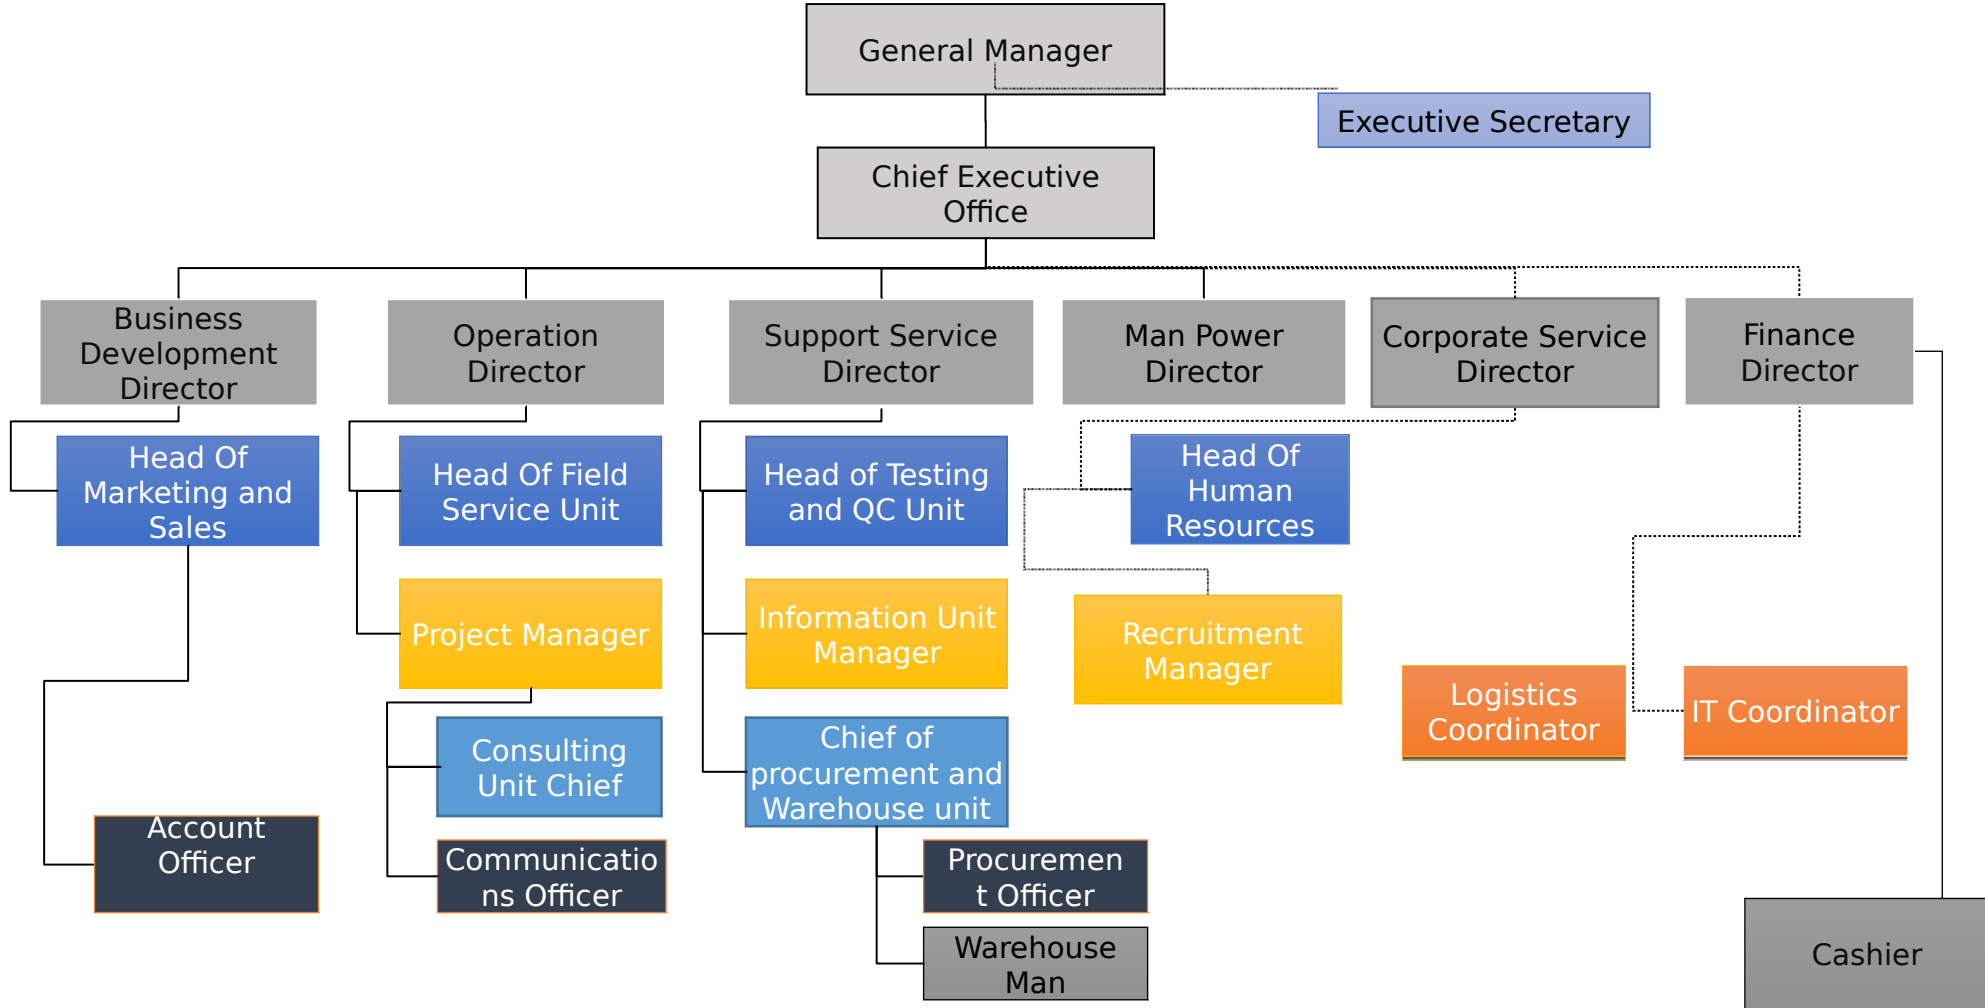 General Manager
Executive Secretary
Chief Executive
Office
Business
Development
Director
Operation
Director
Support Service
Director
Man Power
Director
Corporate Service
Director
Finance
Director
Head Of
Marketing and
Sales
Head Of Field
Service Unit
Head of Testing
and QC Unit
Head Of
Human
Resources
Project Manager
Information Unit
Manager
Recruitment
Manager
Logistics
Coordinator
IT Coordinator
Consulting
Unit Chief
Chief of
procurement and
Warehouse unit
Account
Officer
Communicatio
ns Officer
Procuremen
t Officer
Warehouse
Man
Cashier